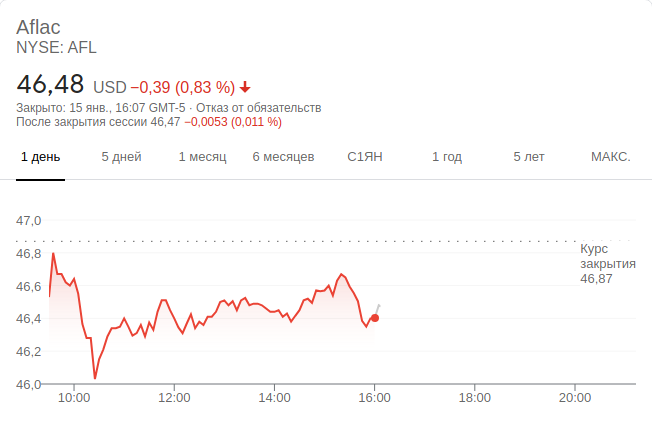 Aflac
NYSE: AFL
46,48 USD −0,39 (0,83 %)
Закрыто: 15 янв., 16:07 GMT-5 · Отказ от обязательств
После закрытия сессии 46,47 −0,0053 (0,011 %)
1 день 5 дней 1 месяц 6 месяцев С1ЯН 1 год 5 лет МАКС.
47,0
46,8
46,6
46,4
46,2
46,0
Курс
закрытия
46,87
10:00 12:00 14:00 16:00 18:00 20:00